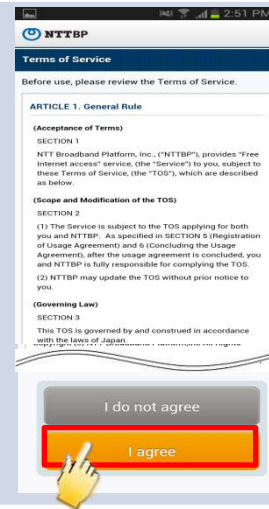 2:51 PM
NTTBP
Terms of Service
Before use, please review the Terms of Service.
ARTICLE 1. General Rule
(Acceptance of Terms)
SECTION 1
NTT Broadband Platform, Inc., ("NTTBP"), provides "Free
Internet access" service, (the "Service") to you, subject to
these Terms of Service, (the "TOS"), which are described
as below.
(Scope and Modification of the TOS)
SECTION 2
(1) The Service is subject to the TOS applying for both
you and NTTBP. As specified in SECTION 5 (Registration
of Usage Agreement) and 6 (Concluding the Usage
Agreement), after the usage agreement is concluded, you
and NTTBP is fully responsible for complying the TOS.
(2) NTTBP may update the TOS without prior notice to
you.
(Governing Law)
SECTION 3
This TOS is governed by and construed in accordance
with the laws of Japan.
I do not agree
I agree